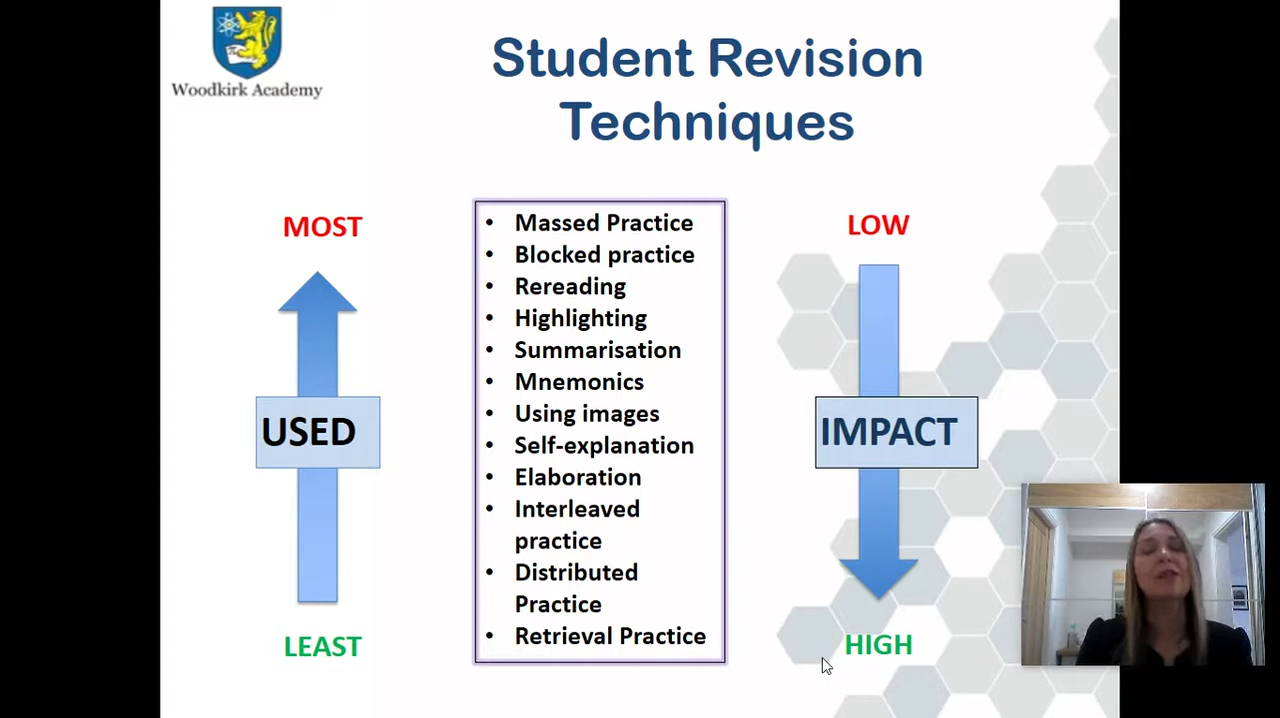 Woodkirk Academy
Student Revision
Techniques
MOST
LOW
• Massed Practice
• Blocked practice
• Rereading
• Highlighting
• Summarisation
• Mnemonics
• Using images
• Self-explanation
• Elaboration
• Interleaved
practice
• Distributed
Practice
• Retrieval Practice
USED
IMPACT
LEAST
HIGH